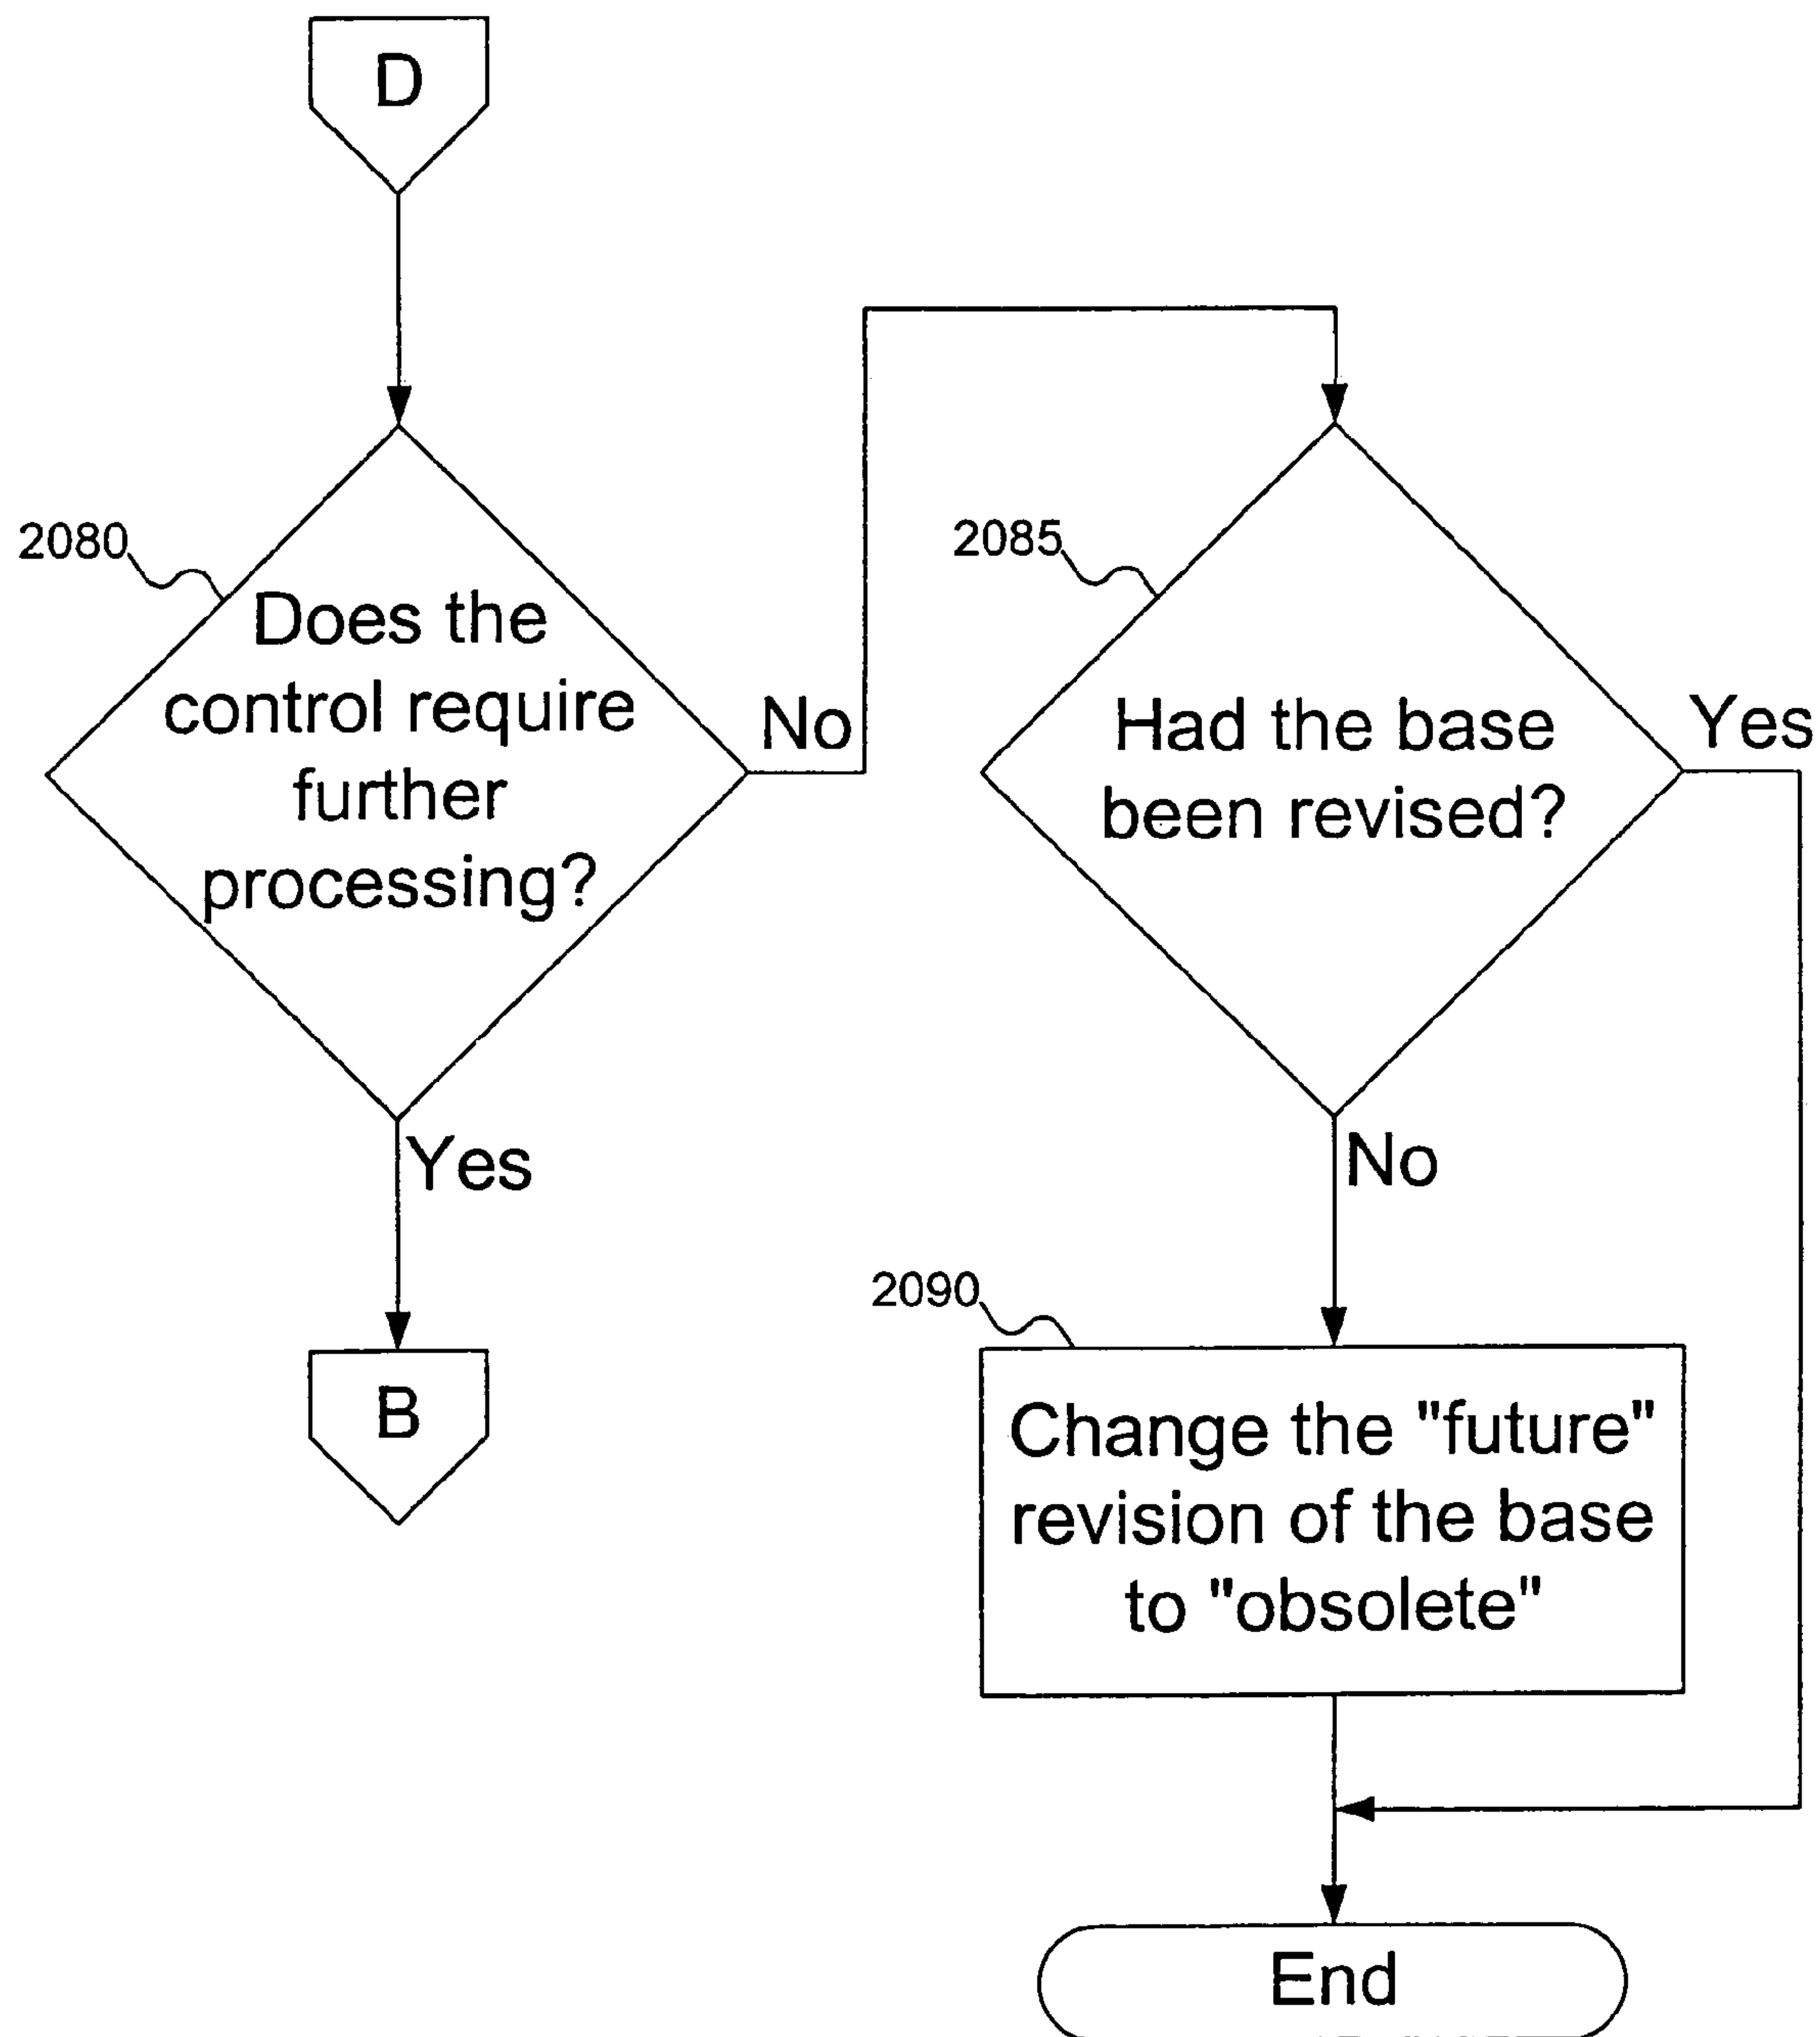 D
2080
Does the
control require
further
processing?
No
Yes
B
2085
Had the base
been revised?
Yes
No
2090
Change the "future"
revision of the base
to "obsolete"
End